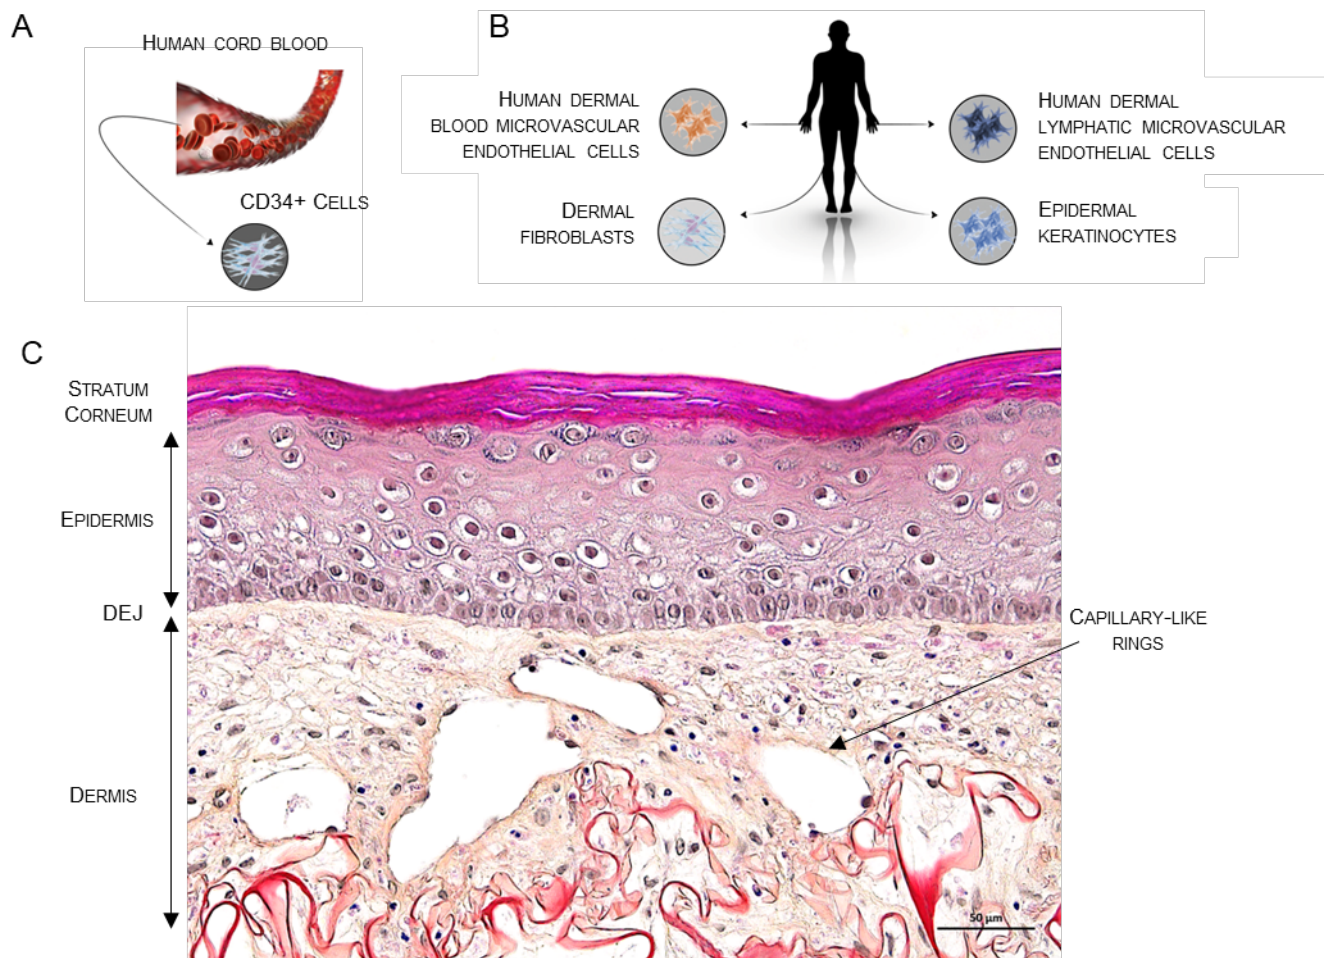 A
HUMAN CORD BLOOD
CD34+ CELLS
B
HUMAN DERMAL
BLOOD MICROVASCULAR
ENDOTHELIAL CELLS
HUMAN DERMAL
LYMPHATIC MICROVASCULAR
ENDOTHELIAL CELLS
DERMAL
FIBROBLASTS
EPIDERMAL
KERATINOCYTES
C
STRATUM
CORNEUM
EPIDERMIS
DEJ
DERMIS
CAPILLARY-LIKE
RINGS
50 µm